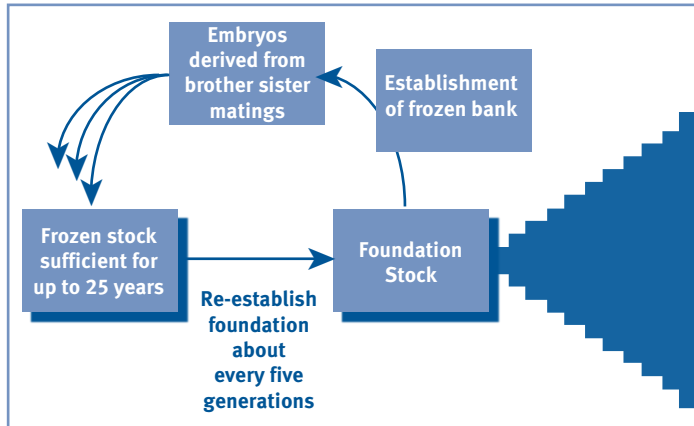 Embryos
derived from
brother sister
matings
Establishment
of frozen bank
Frozen stock
sufficient for
up to 25 years
Foundation
Stock
Re-establish
foundation
about
every five
generations